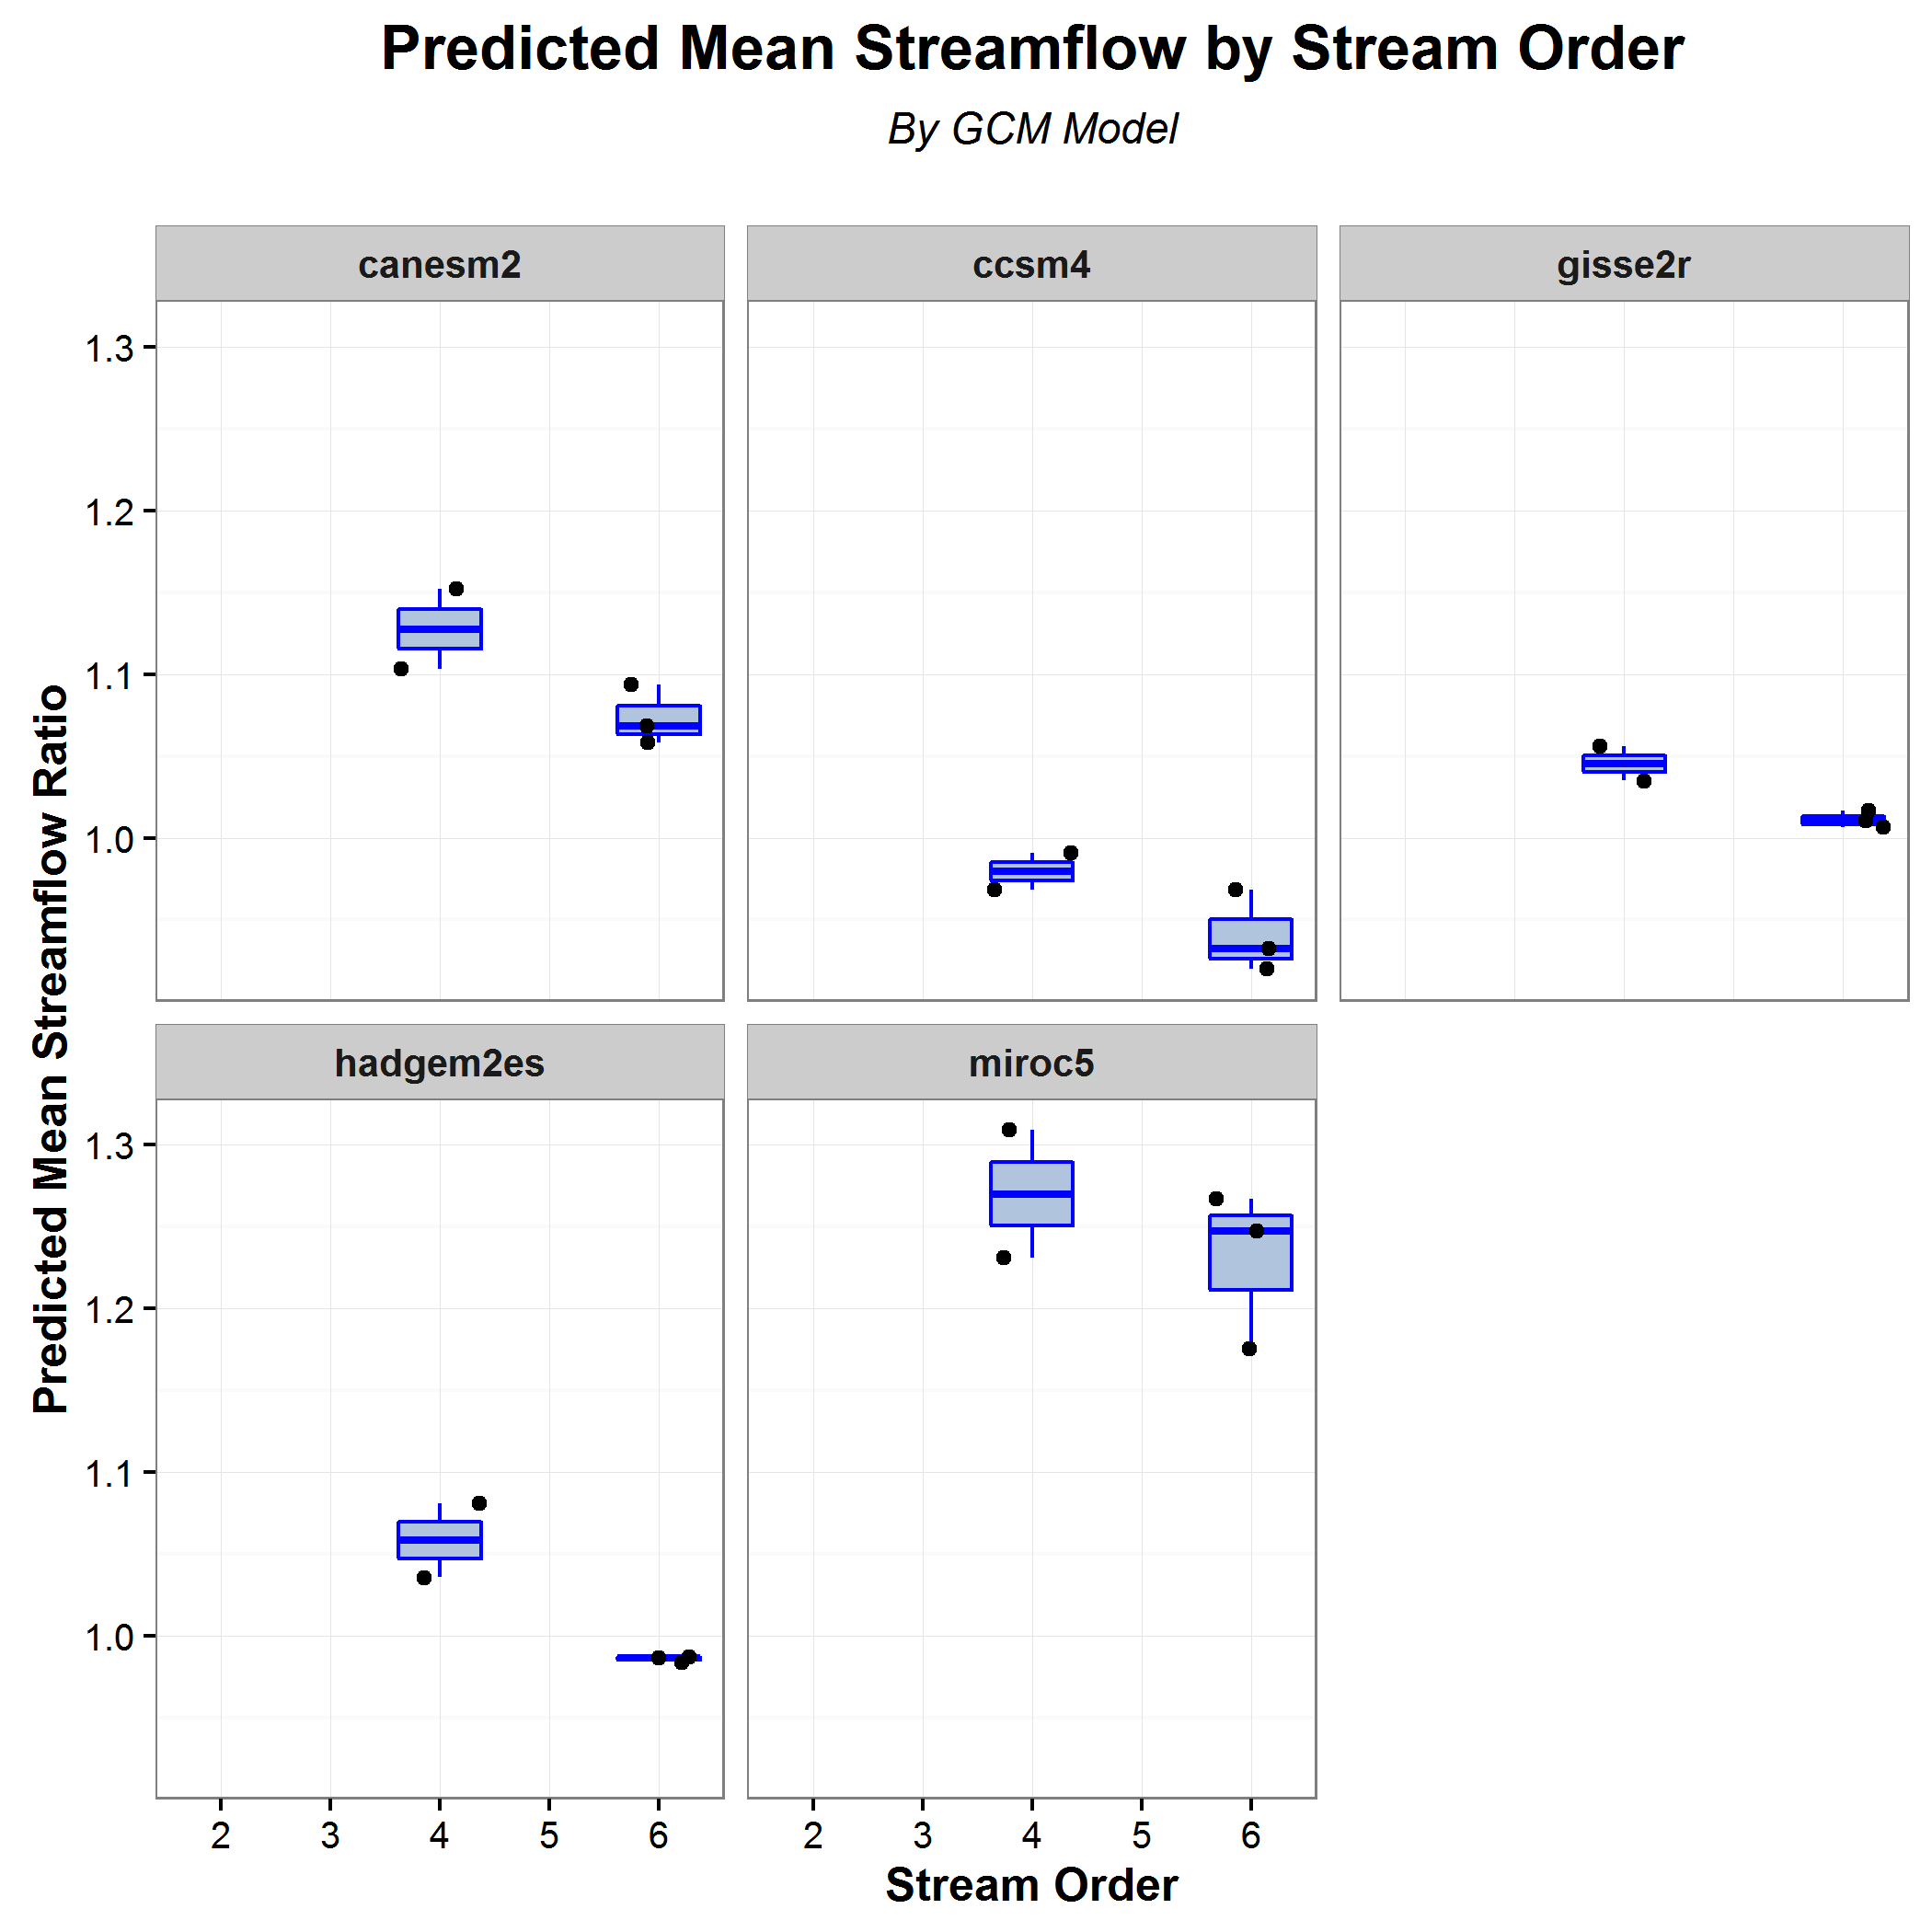 Predicted Mean Streamflow by Stream Order
By GCM Model
canesm2
ccsm4
gisse2r
1.3
1.2
1.1
1.0
Predicted Mean Streamflow Ratio
hadgem2es
miroc5
1.3
1.2
1.1
1.0
2 3 4 5 6
2 3 4 5 6
Stream Order